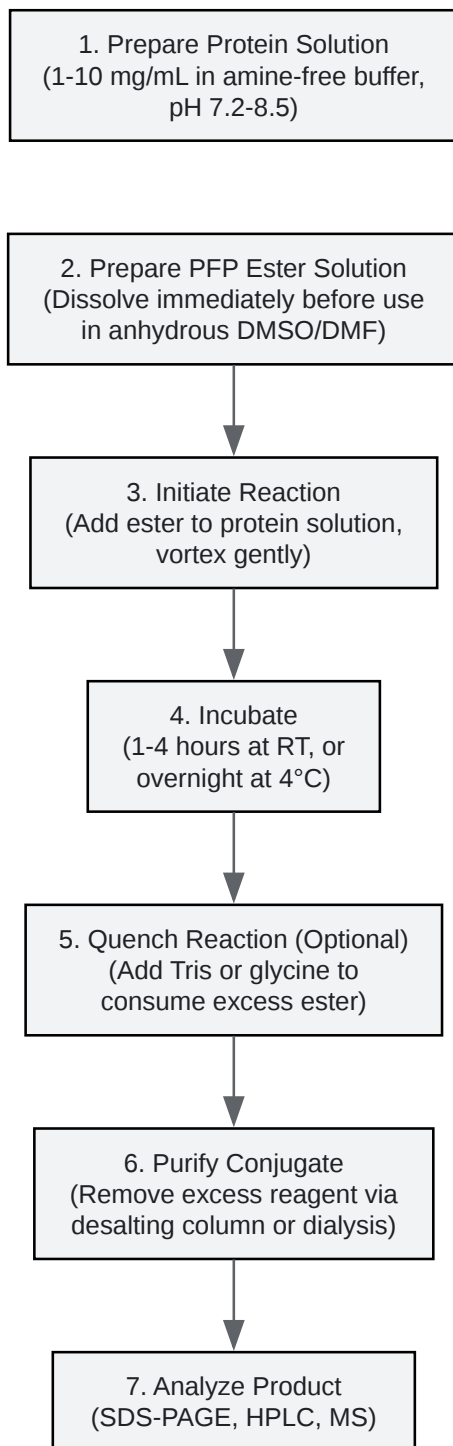 1. Prepare Protein Solution
(1-10 mg/mL in amine-free buffer,
pH 7.2-8.5)
2. Prepare PFP Ester Solution
(Dissolve immediately before use
in anhydrous DMSO/DMF)
3. Initiate Reaction
(Add ester to protein solution,
vortex gently)
4. Incubate
(1-4 hours at RT, or
overnight at 4°C)
5. Quench Reaction (Optional)
(Add Tris or glycine to
consume excess ester)
6. Purify Conjugate
(Remove excess reagent via
desalting column or dialysis)
7. Analyze Product
(SDS-PAGE, HPLC, MS)